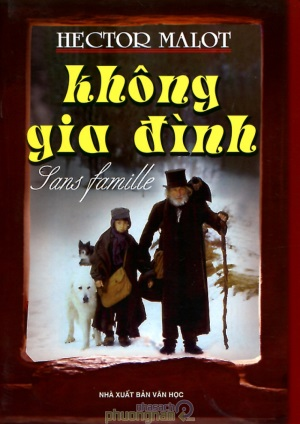 HECTOR MALOT
không
gia đình
Sans famille
NHÀ XUẤT BẢN VĂN HỌC